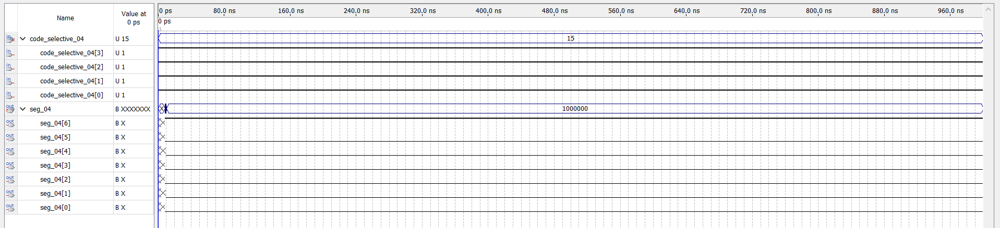 Name Value at 0 ps
0 ps 80.0 ns 160.0 ns 240.0 ns 320.0 ns 400.0 ns 480.0 ns 560.0 ns 640.0 ns 720.0 ns 800.0 ns 880.0 ns 960.0 ns
0 ps
in code_selective_04 U 15 15
in code_selective_04[3] U 1
in code_selective_04[2] U 1
in code_selective_04[1] U 1
in code_selective_04[0] U 1
out seg_04 B XXXXXXX X 1000000
out seg_04[6] B X
out seg_04[5] B X
out seg_04[4] B X
out seg_04[3] B X
out seg_04[2] B X
out seg_04[1] B X
out seg_04[0] B X